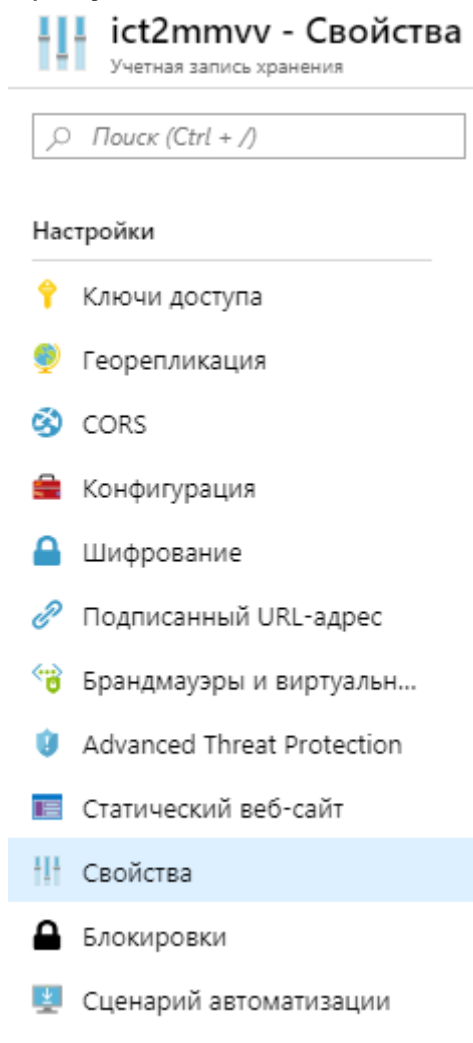 ict2mmvv - Свойства
Учетная запись хранения
Поиск (Ctrl + /)
Настройки
Ключи доступа
Георепликация
CORS
Конфигурация
Шифрование
Подписанный URL-адрес
Брандмауэры и виртуальн...
Advanced Threat Protection
Статический веб-сайт
Свойства
Блокировки
Сценарий автоматизации